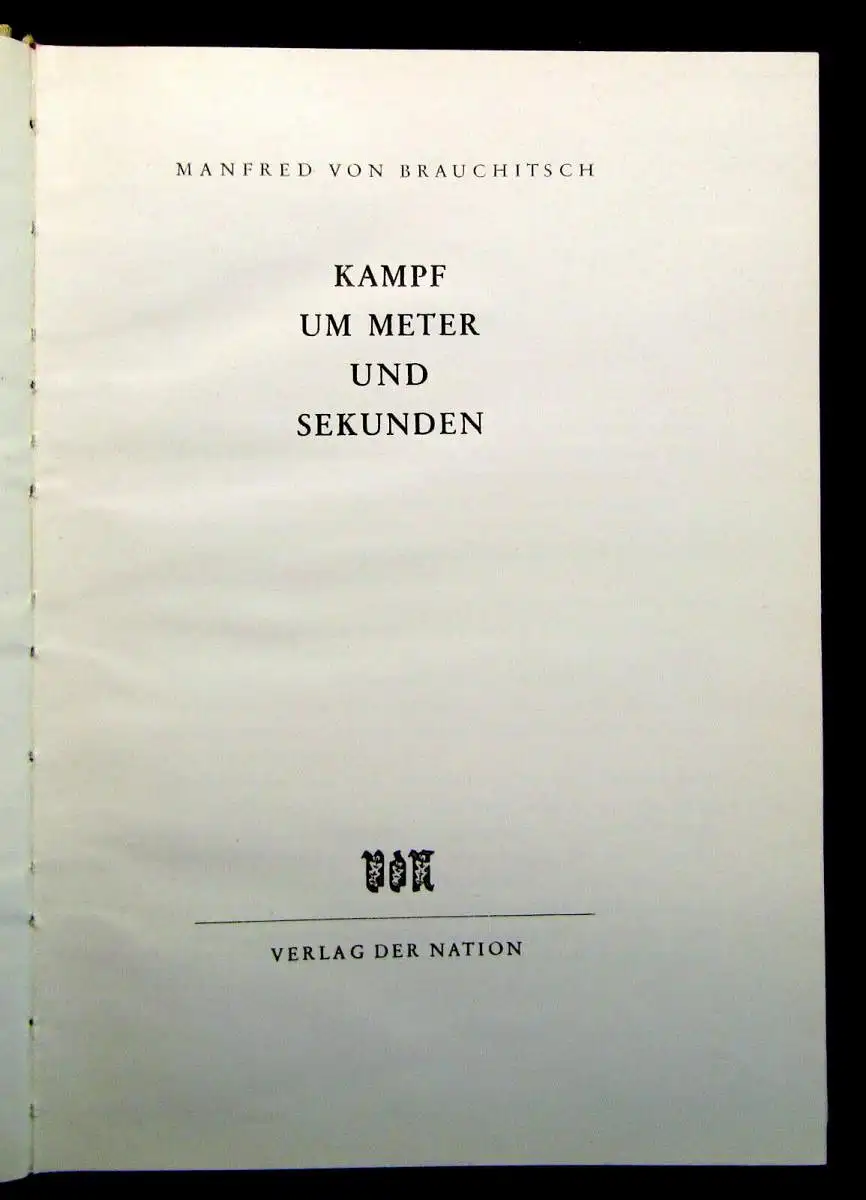 MANFRED VON BRAUCHITSCH
KAMPF
UM METER
UND
SEKUNDEN
VdN
VERLAG DER NATION